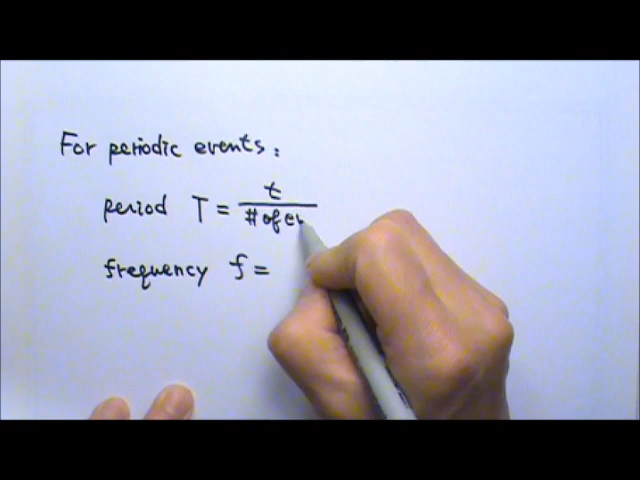 For periodic events:
period T = t / # of ev
frequency f =